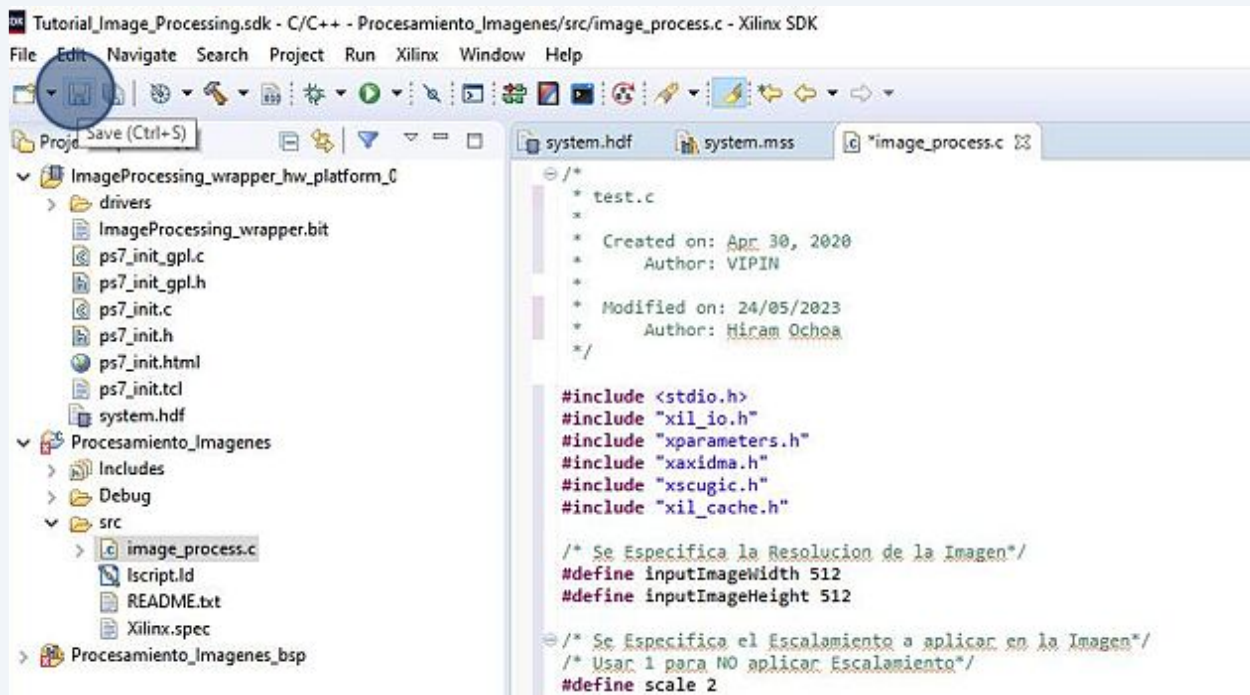 Tutorial_Image_Processing.sdk - C/C++ - Procesamiento_Imagenes/src/image_process.c - Xilinx SDK
File Edit Navigate Search Project Run Xilinx Window Help
Save (Ctrl+S)
system.hdf system.mss *image_process.c
ImageProcessing_wrapper_hw_platform_0
drivers
ImageProcessing_wrapper.bit
ps7_init_gpl.c
ps7_init_gpl.h
ps7_init.c
ps7_init.h
ps7_init.html
ps7_init.tcl
system.hdf
Procesamiento_Imagenes
Includes
Debug
src
image_process.c
lscript.ld
README.txt
Xilinx.spec
Procesamiento_Imagenes_bsp
/*
* test.c
*
* Created on: Apr 30, 2020
* Author: VIPIN
*
* Modified on: 24/05/2023
* Author: Hiram Ochoa
*/
#include <stdio.h>
#include "xil_io.h"
#include "xparameters.h"
#include "xaxidma.h"
#include "xscugic.h"
#include "xil_cache.h"
/* Se Especifica la Resolucion de la Imagen*/
#define inputImageWidth 512
#define inputImageHeight 512
/* Se Especifica el Escalamiento a aplicar en la Imagen*/
/* Usar 1 para NO aplicar Escalamiento*/
#define scale 2